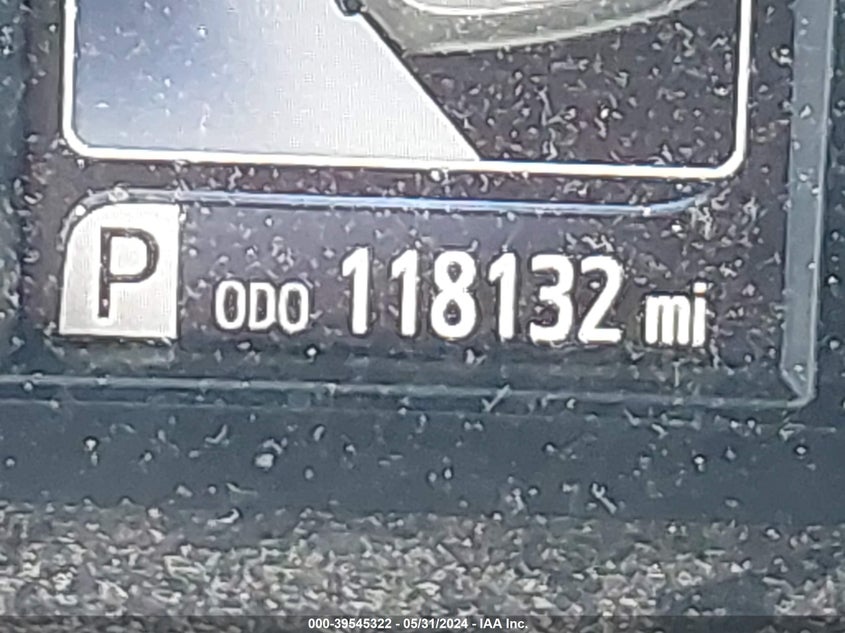 P ODO 118132 mi
000-39545322 - 05/31/2024 - IAA Inc.